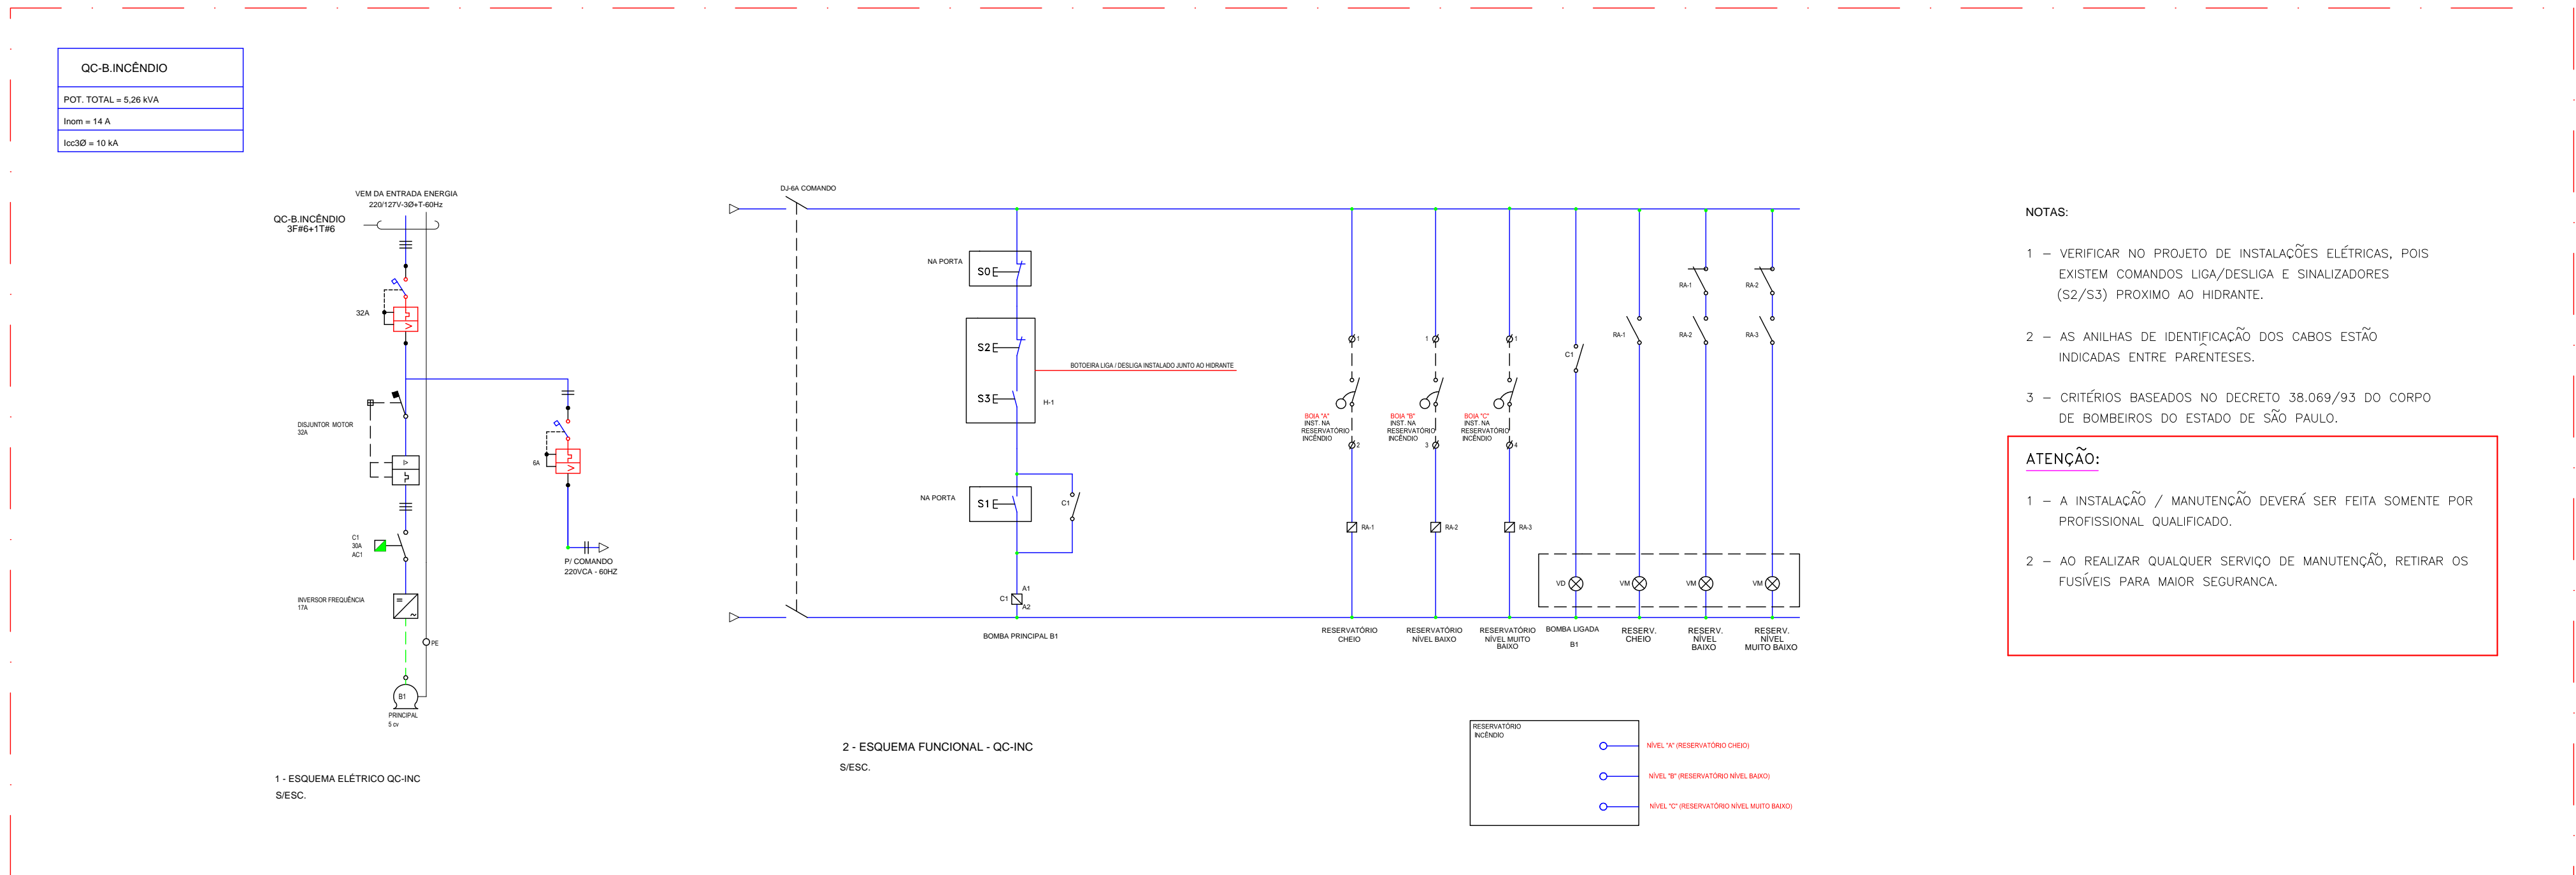 QC-B.INCÊNDIO
POT. TOTAL = 5,26 kVA
Inom = 14 A
Icc3Ø = 10 kA
VEM DA ENTRADA ENERGIA
220/127V-3Ø+T-60Hz
QC-B.INCÊNDIO
3F#6+1T#6
32A
DISJUNTOR MOTOR
32A
6A
C1
30A
AC1
P/ COMANDO
220VCA - 60HZ
INVERSOR FREQUÊNCIA
17A
PE
B1
PRINCIPAL
5 cv
1 - ESQUEMA ELÉTRICO QC-INC
S/ESC.
DJ-6A COMANDO
NA PORTA
S0
S2
S3
H-1
BOTOEIRA LIGA / DESLIGA INSTALADO JUNTO AO HIDRANTE
NA PORTA
S1
C1
A1
C1
A2
BOMBA PRINCIPAL B1
1
BOIA "A"
INST. NA
RESERVATÓRIO
INCÊNDIO
2
RA-1
RESERVATÓRIO
CHEIO
1
BOIA "B"
INST. NA
RESERVATÓRIO
INCÊNDIO
3
RA-2
RESERVATÓRIO
NÍVEL BAIXO
1
BOIA "C"
INST. NA
RESERVATÓRIO
INCÊNDIO
4
RA-3
RESERVATÓRIO
NÍVEL MUITO
BAIXO
C1
VD
BOMBA LIGADA
B1
RA-1
VM
RESERV.
CHEIO
RA-1
RA-2
VM
RESERV.
NÍVEL
BAIXO
RA-2
RA-3
VM
RESERV.
NÍVEL
MUITO BAIXO
2 - ESQUEMA FUNCIONAL - QC-INC
S/ESC.
RESERVATÓRIO
INCÊNDIO
NÍVEL "A" (RESERVATÓRIO CHEIO)
NÍVEL "B" (RESERVATÓRIO NÍVEL BAIXO)
NÍVEL "C" (RESERVATÓRIO NÍVEL MUITO BAIXO)
NOTAS:
1 – VERIFICAR NO PROJETO DE INSTALAÇÕES ELÉTRICAS, POIS
EXISTEM COMANDOS LIGA/DESLIGA E SINALIZADORES
(S2/S3) PROXIMO AO HIDRANTE.
2 – AS ANILHAS DE IDENTIFICAÇÃO DOS CABOS ESTÃO
INDICADAS ENTRE PARÊNTESES.
3 – CRITÉRIOS BASEADOS NO DECRETO 38.069/93 DO CORPO
DE BOMBEIROS DO ESTADO DE SÃO PAULO.
ATENÇÃO:
1 – A INSTALAÇÃO / MANUTENÇÃO DEVERÁ SER FEITA SOMENTE POR
PROFISSIONAL QUALIFICADO.
2 – AO REALIZAR QUALQUER SERVIÇO DE MANUTENÇÃO, RETIRAR OS
FUSÍVEIS PARA MAIOR SEGURANCA.